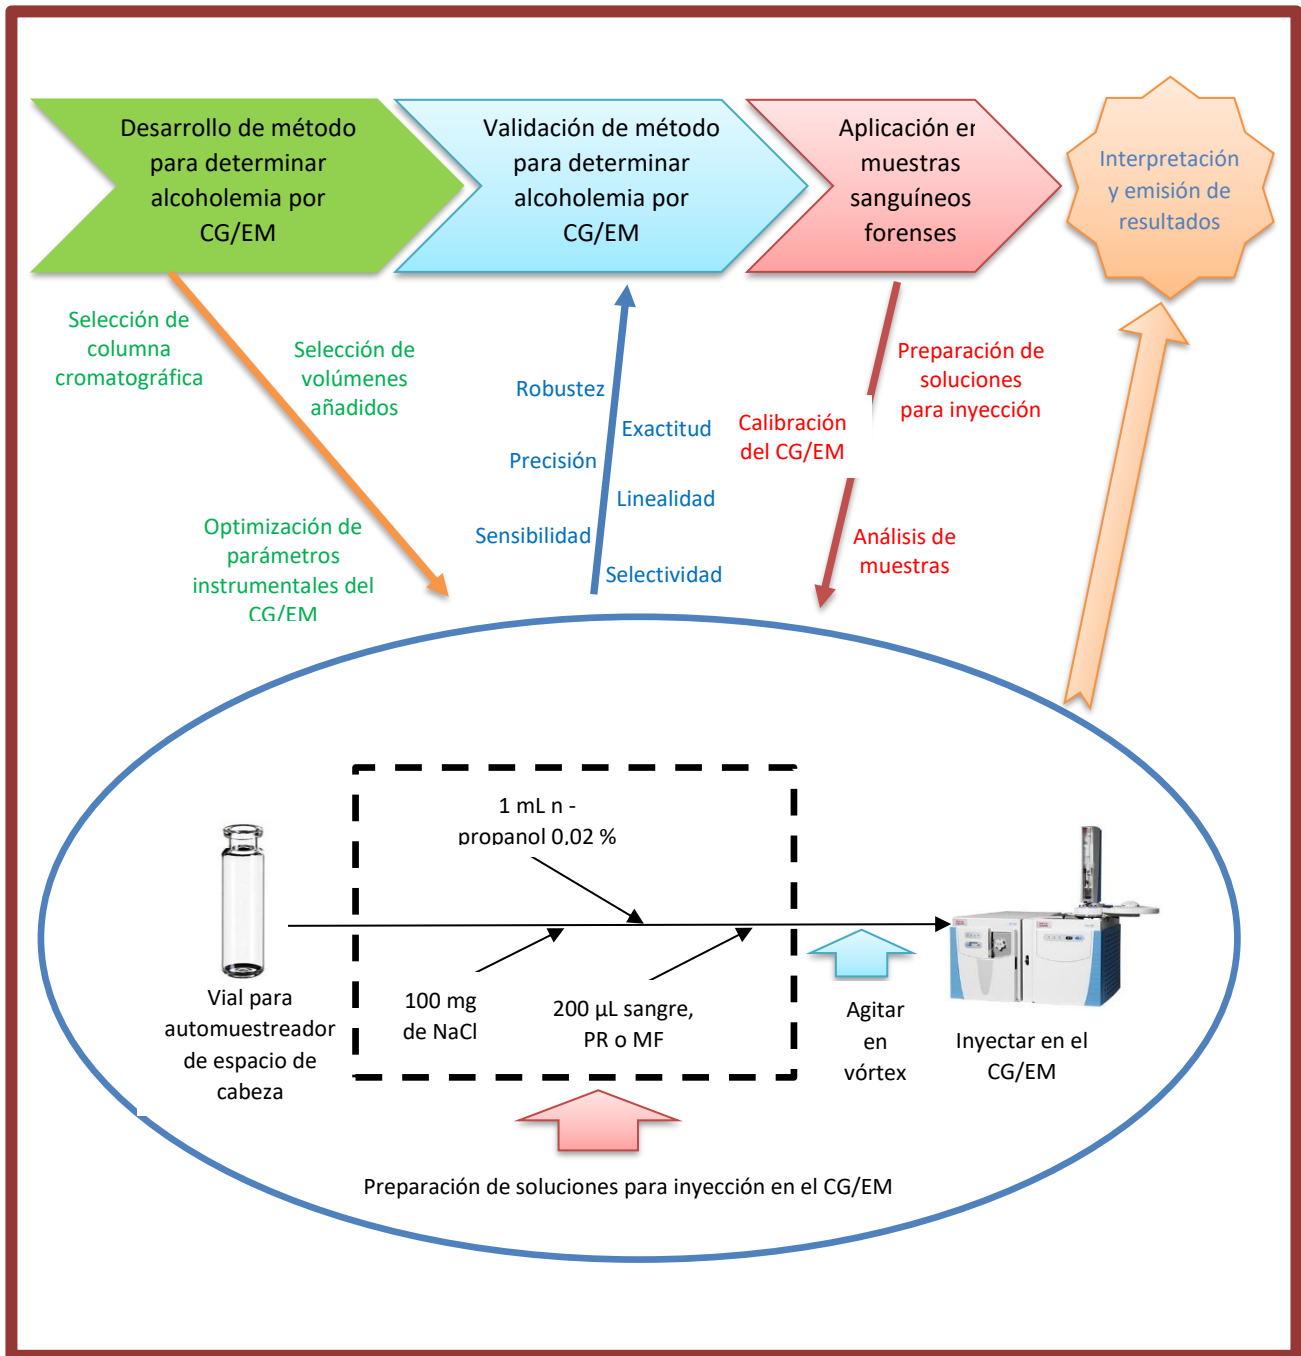 Desarrollo de método
para determinar
alcoholemia por
CG/EM
Validación de método
para determinar
alcoholemia por
CG/EM
Aplicación en
muestras
sanguíneos
forenses
Interpretación
y emisión de
resultados
Selección de
columna
cromatográfica
Selección de
volúmenes
añadidos
Optimización de
parámetros
instrumentales del
CG/EM
Robustez
Exactitud
Precisión
Linealidad
Sensibilidad
Selectividad
Preparación de
soluciones
para inyección
Calibración
del CG/EM
Análisis de
muestras
1 mL n -
propanol 0,02 %
Vial para
automuestreador
de espacio de
cabeza
100 mg
de NaCl
200 µL sangre,
PR o MF
Agitar
en
vórtex
Inyectar en el
CG/EM
Preparación de soluciones para inyección en el CG/EM